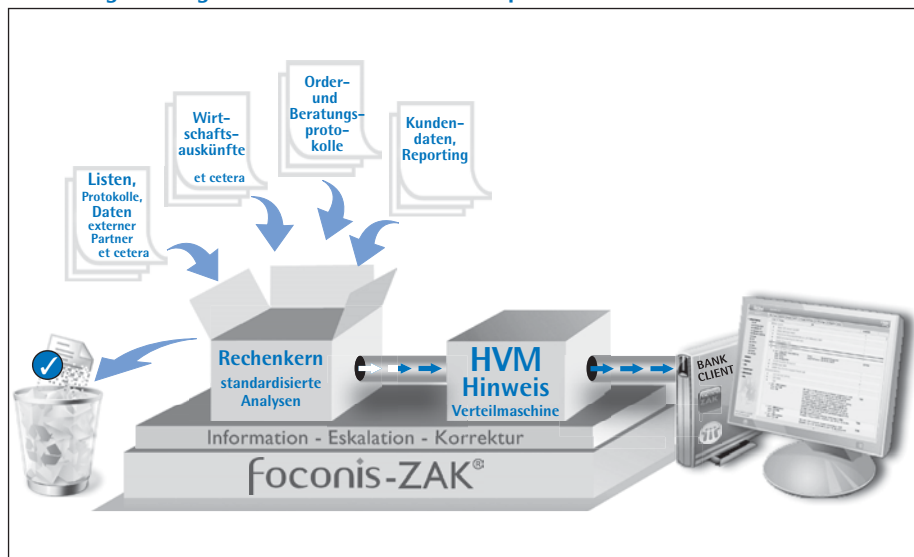 Order-
und
Beratungs-
proto-
kolle
Wirt-
schafts-
auskünfte
et cetera
Kunden-
daten,
Reporting
Listen,
Protokolle,
Daten
externer
Partner
et cetera
Rechenkern
standardisierte
Analysen
HVM
Hinweis
Verteilmaschine
BANK
CLIENT
ZAK
Information - Eskalation - Korrektur
foconis-ZAK®